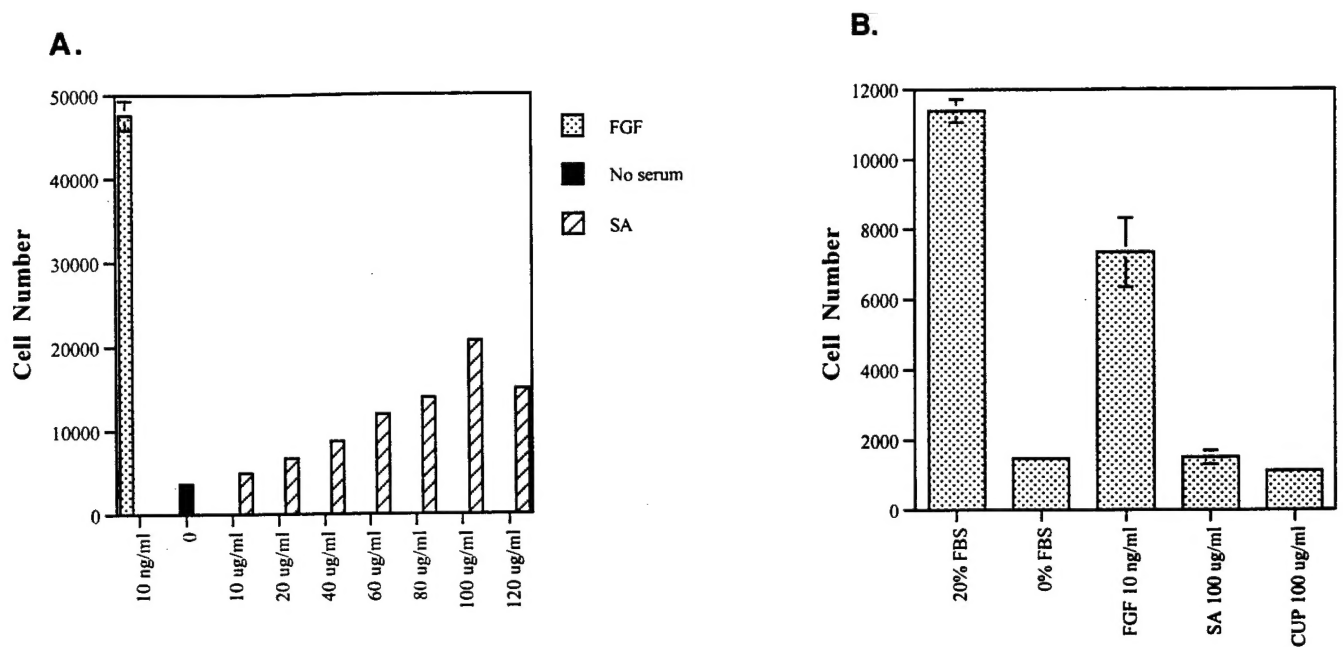 A.
50000
40000
30000
20000
10000
0
Cell Number
10 ng/ml
0
10 ug/ml
20 ug/ml
40 ug/ml
60 ug/ml
80 ug/ml
100 ug/ml
120 ug/ml
FGF
No serum
SA
B.
12000
10000
8000
6000
4000
2000
0
Cell Number
20% FBS
0% FBS
FGF 10 ng/ml
SA 100 ug/ml
CUP 100 ug/ml